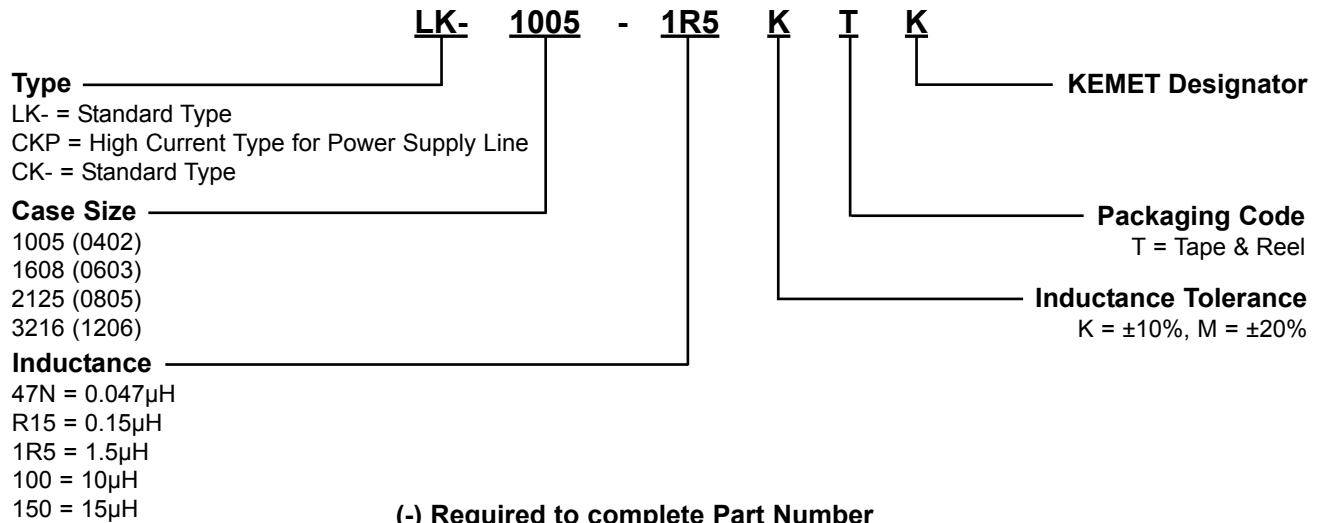 LK- 1005 - 1R5 K T K
Type
LK- = Standard Type
CKP = High Current Type for Power Supply Line
CK- = Standard Type
Case Size
1005 (0402)
1608 (0603)
2125 (0805)
3216 (1206)
Inductance
47N = 0.047µH
R15 = 0.15µH
1R5 = 1.5µH
100 = 10µH
150 = 15µH
KEMET Designator
Packaging Code
T = Tape & Reel
Inductance Tolerance
K = ±10%, M = ±20%
(-) Required to complete Part Number